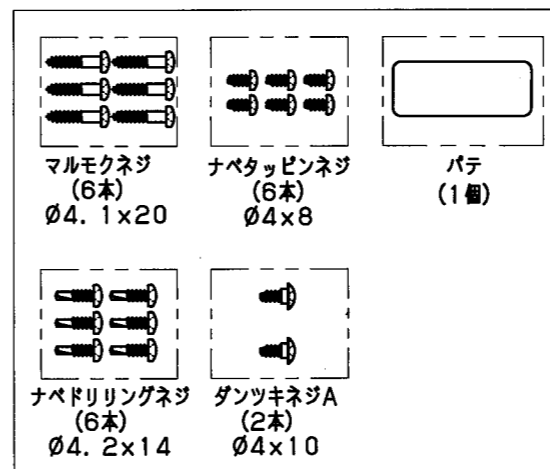 マルモクネジ
(6本)
Ø4. 1x20
ナベタッピンネジ
(6本)
Ø4x8
パテ
(1個)
ナベドリリングネジ
(6本)
Ø4. 2x14
ダンツキネジA
(2本)
Ø4x10